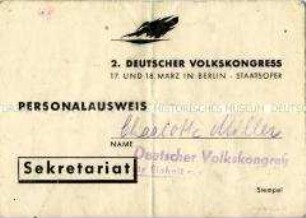 2. DEUTSCHER VOLKSKONGRESS
17. UND 18. MÄRZ IN BERLIN - STAATSOPER
PERSONALAUSWEIS
Charlotte Müller
NAME
Deutscher Volkskongreß
Sekretariat
Stempel